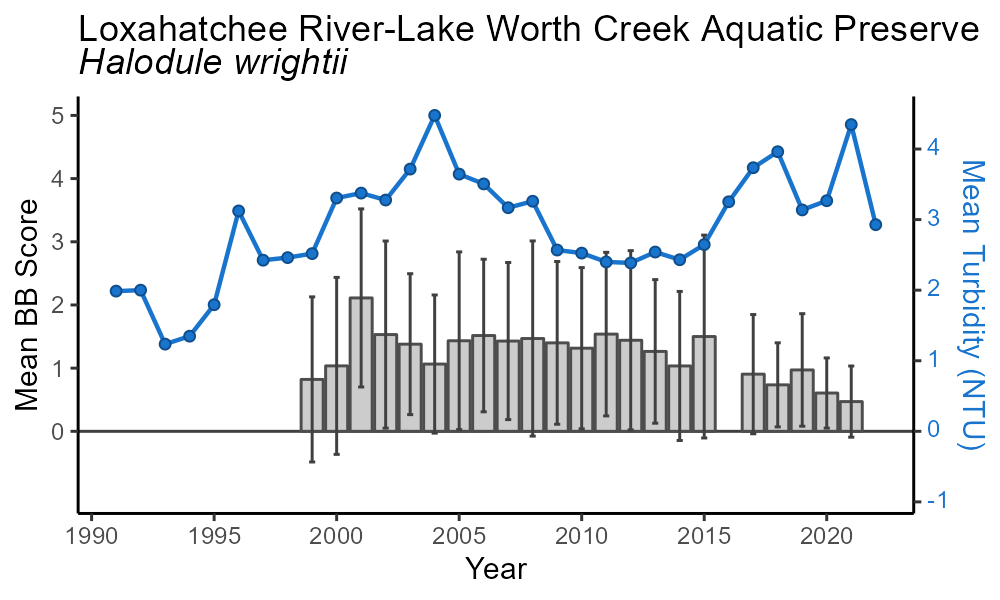 Loxahatchee River-Lake Worth Creek Aquatic Preserve
Halodule wrightii
Mean BB Score
5
4
3
2
1
0
4
3
2
1
0
-1
Mean Turbidity (NTU)
1990 1995 2000 2005 2010 2015 2020
Year